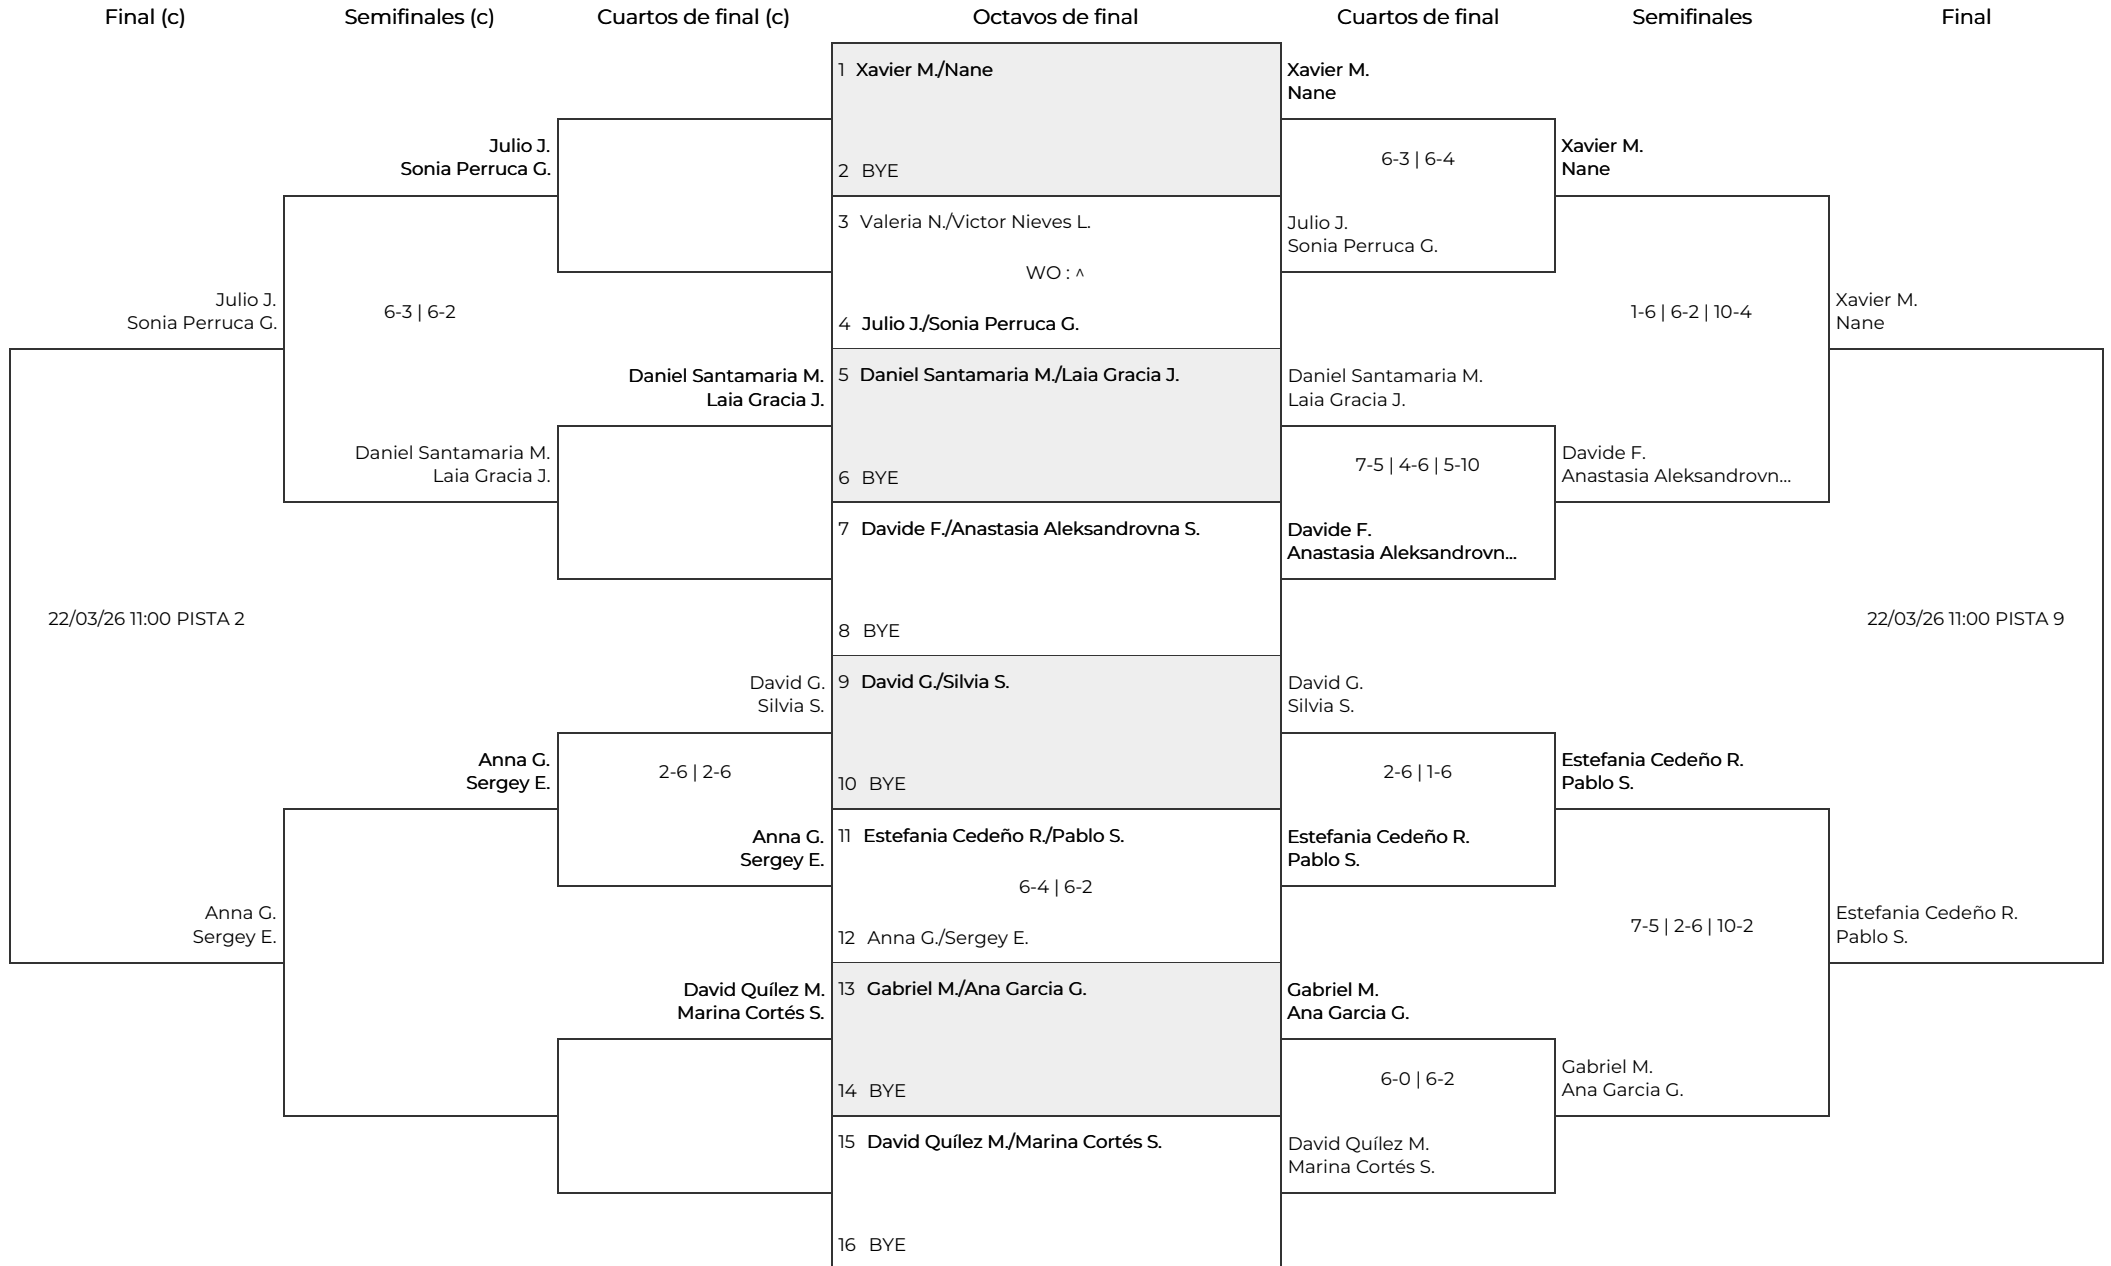 Final (c)
Semifinales (c)
Cuartos de final (c)
Octavos de final
Cuartos de final
Semifinales
Final
Julio J.
Sonia Perruca G.
22/03/26 11:00 PISTA 2
Anna G.
Sergey E.
Julio J.
Sonia Perruca G.
6-3 | 6-2
Daniel Santamaria M.
Laia Gracia J.
Anna G.
Sergey E.
Daniel Santamaria M.
Laia Gracia J.
David G.
Silvia S.
2-6 | 2-6
Anna G.
Sergey E.
David Quílez M.
Marina Cortés S.
1 Xavier M./Nane
2 BYE
3 Valeria N./Victor Nieves L.
WO : ^
4 Julio J./Sonia Perruca G.
5 Daniel Santamaria M./Laia Gracia J.
6 BYE
7 Davide F./Anastasia Aleksandrovna S.
8 BYE
9 David G./Silvia S.
10 BYE
11 Estefania Cedeño R./Pablo S.
6-4 | 6-2
12 Anna G./Sergey E.
13 Gabriel M./Ana Garcia G.
14 BYE
15 David Quílez M./Marina Cortés S.
16 BYE
Xavier M.
Nane
6-3 | 6-4
Julio J.
Sonia Perruca G.
Daniel Santamaria M.
Laia Gracia J.
7-5 | 4-6 | 5-10
Davide F.
Anastasia Aleksandrovn...
David G.
Silvia S.
2-6 | 1-6
Estefania Cedeño R.
Pablo S.
Gabriel M.
Ana Garcia G.
6-0 | 6-2
David Quílez M.
Marina Cortés S.
Xavier M.
Nane
1-6 | 6-2 | 10-4
Davide F.
Anastasia Aleksandrovn...
Estefania Cedeño R.
Pablo S.
7-5 | 2-6 | 10-2
Gabriel M.
Ana Garcia G.
Xavier M.
Nane
22/03/26 11:00 PISTA 9
Estefania Cedeño R.
Pablo S.